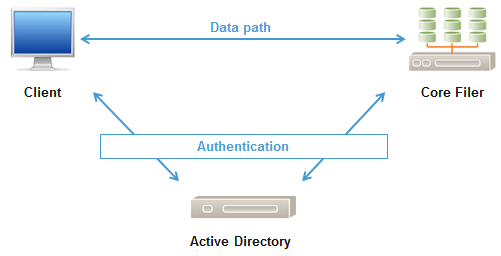 Data path
Client
Core Filer
Authentication
Active Directory